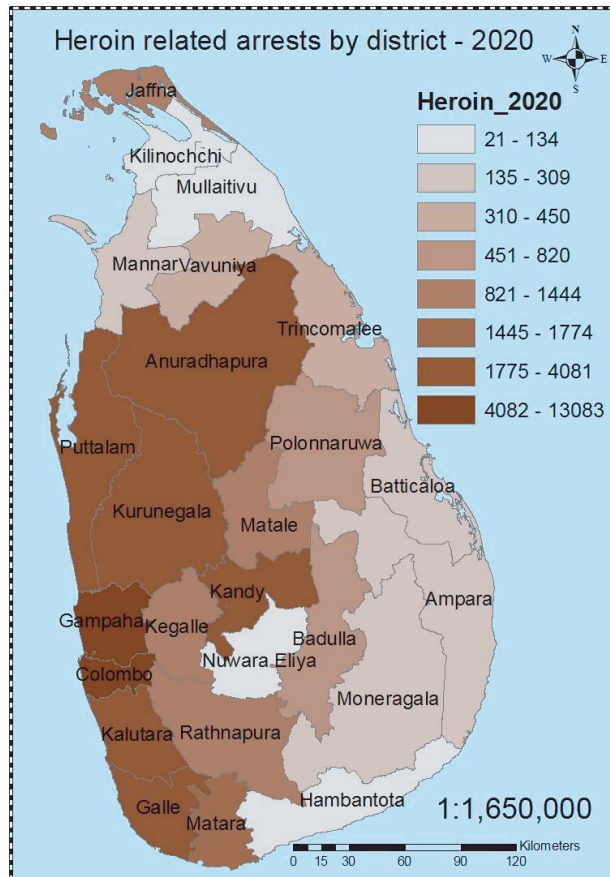 Heroin related arrests by district - 2020
N
W E
S
Heroin_2020
21 - 134
135 - 309
310 - 450
451 - 820
821 - 1444
1445 - 1774
1775 - 4081
4082 - 13083
Jaffna
Kilinochchi
Mullaitivu
Mannar
Vavuniya
Trincomalee
Anuradhapura
Puttalam
Polonnaruwa
Batticaloa
Kurunegala
Matale
Kandy
Gampaha
Kegalle
Ampara
Badulla
Nuwara Eliya
Colombo
Moneragala
Kalutara
Rathnapura
Hambantota
Galle
Matara
1:1,650,000
Kilometers
0 15 30 60 90 120